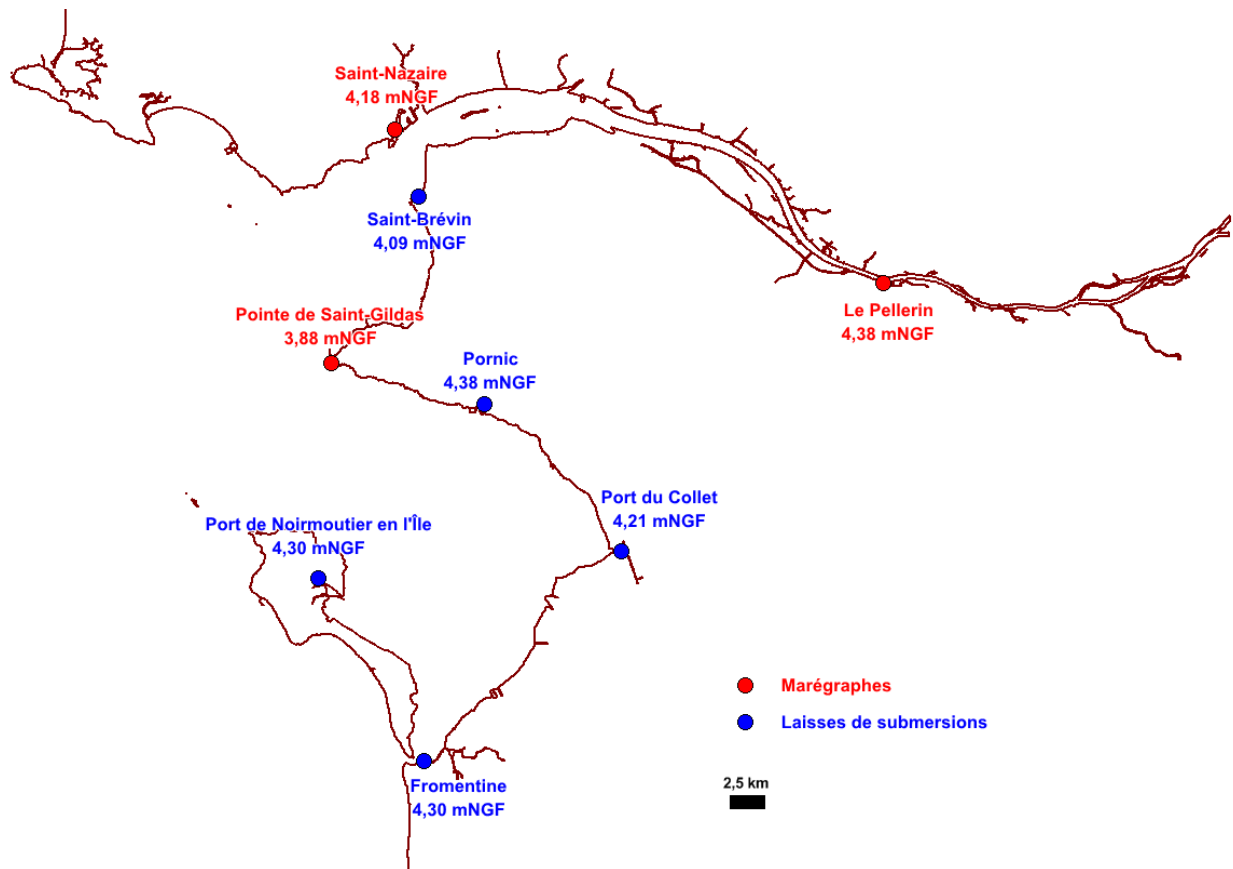 Saint-Nazaire
4,18 mNGF
Saint-Brévin
4,09 mNGF
Pointe de Saint-Gildas
3,88 mNGF
Le Pellerin
4,38 mNGF
Pornic
4,38 mNGF
Port du Collet
4,21 mNGF
Port de Noirmoutier en l'Île
4,30 mNGF
Marégraphes
Laisses de submersions
2,5 km
Fromentine
4,30 mNGF